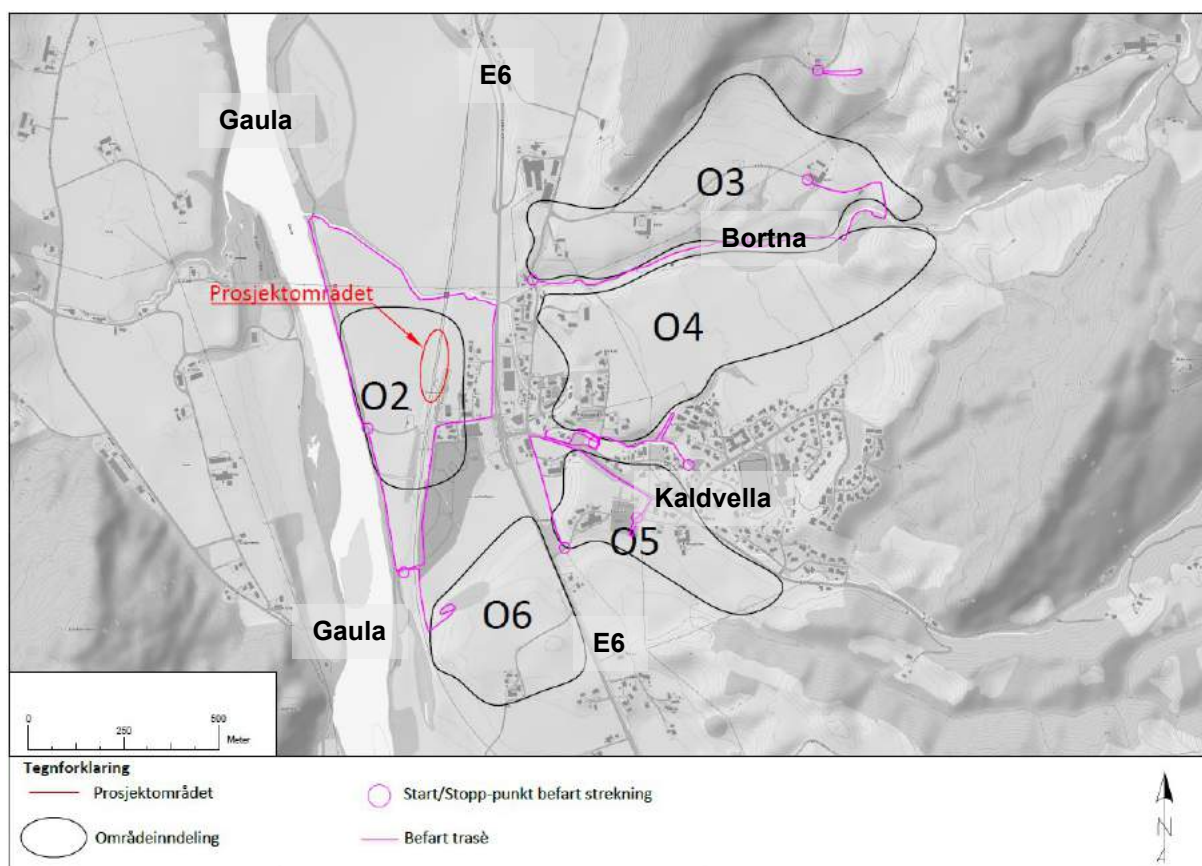 E6
Gaula
O3
Bortna
Prosjektområdet
O4
O2
Kaldvella
O5
O6
Gaula
E6
0 250 500
Meter
Tegnforklaring
Prosjektområdet
Start/Stopp-punkt befart strekning
Områdeinndeling
Befart trasè
N